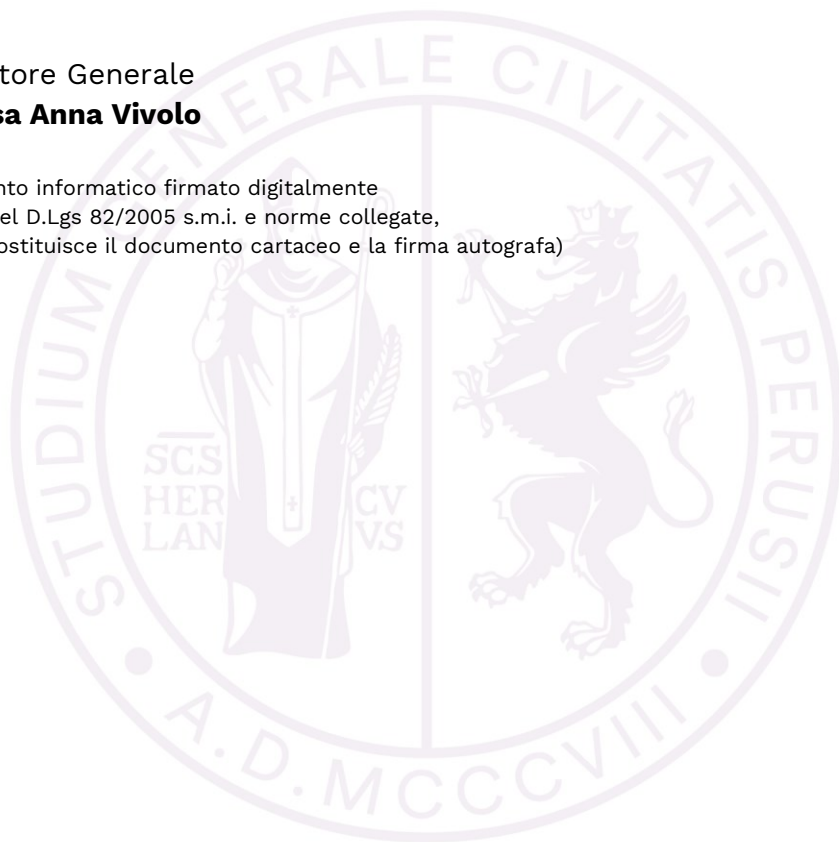 tore Generale
sa Anna Vivolo
nto informatico firmato digitalmente
el D.Lgs 82/2005 s.m.i. e norme collegate,
ostituisce il documento cartaceo e la firma autografa)
STUDIUM GENERALE CIVITATIS PERUSII
SCS
HER CV
LAN VS
• A.D. MCCCVIII •